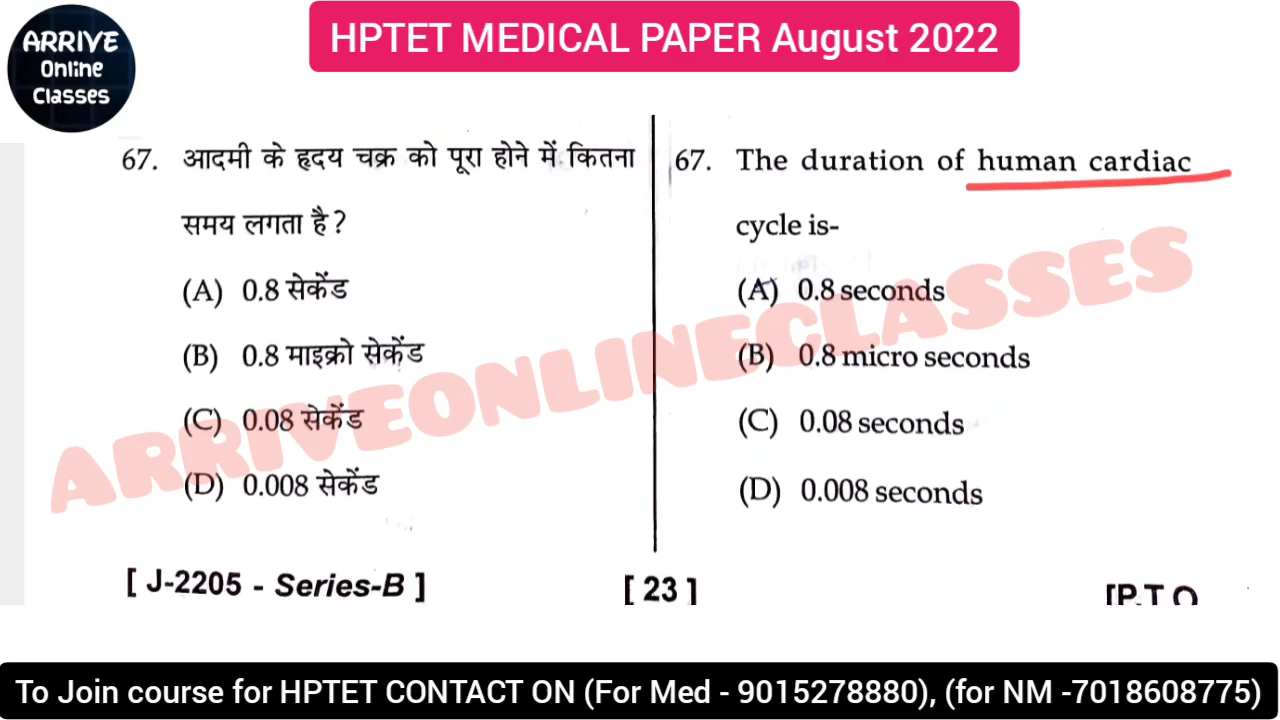 ARRIVE
Online
Classes
HPTET MEDICAL PAPER August 2022
67. आदमी के हृदय चक्र को पूरा होने में कितना
समय लगता है?
(A) 0.8 सेकेंड
(B) 0.8 माइक्रो सेकेंड
(C) 0.08 सेकेंड
(D) 0.008 सेकेंड
67. The duration of human cardiac
cycle is-
(A) 0.8 seconds
(B) 0.8 micro seconds
(C) 0.08 seconds
(D) 0.008 seconds
ARRIVEONLINECLASSES
[ J-2205 - Series-B ]
[ 23 ]
[P.T.O
To Join course for HPTET CONTACT ON (For Med - 9015278880), (for NM -7018608775)